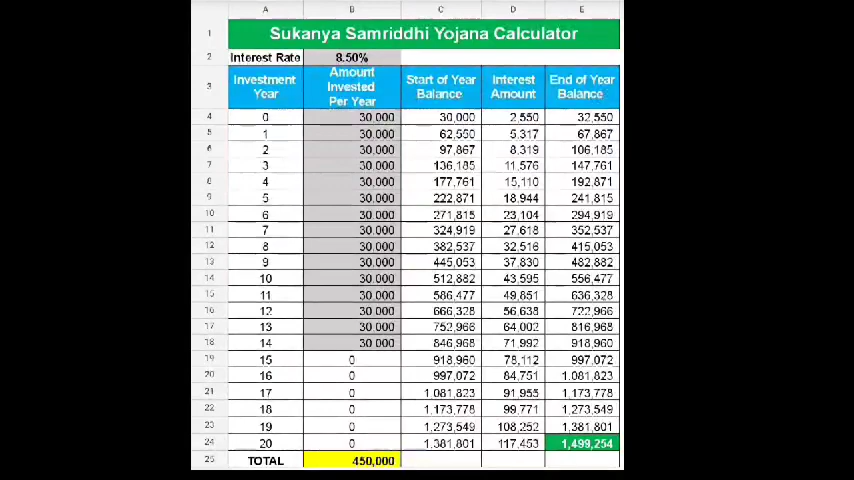 A B C D E
1 Sukanya Samriddhi Yojana Calculator
2 Interest Rate 8.50%
3 Investment Year Amount Invested Per Year Start of Year Balance Interest Amount End of Year Balance
4 0 30,000 30,000 2,550 32,550
5 1 30,000 62,550 5,317 67,867
6 2 30,000 97,867 8,319 106,185
7 3 30,000 136,185 11,576 147,761
8 4 30,000 177,761 15,110 192,871
9 5 30,000 222,871 18,944 241,815
10 6 30,000 271,815 23,104 294,919
11 7 30,000 324,919 27,618 352,537
12 8 30,000 382,537 32,516 415,053
13 9 30,000 445,053 37,830 482,882
14 10 30,000 512,882 43,595 556,477
15 11 30,000 586,477 49,851 636,328
16 12 30,000 666,328 56,638 722,966
17 13 30,000 752,966 64,002 816,968
18 14 30,000 846,968 71,992 918,960
19 15 0 918,960 78,112 997,072
20 16 0 997,072 84,751 1,081,823
21 17 0 1,081,823 91,955 1,173,778
22 18 0 1,173,778 99,771 1,273,549
23 19 0 1,273,549 108,252 1,381,801
24 20 0 1,381,801 117,453 1,499,254
25 TOTAL 450,000